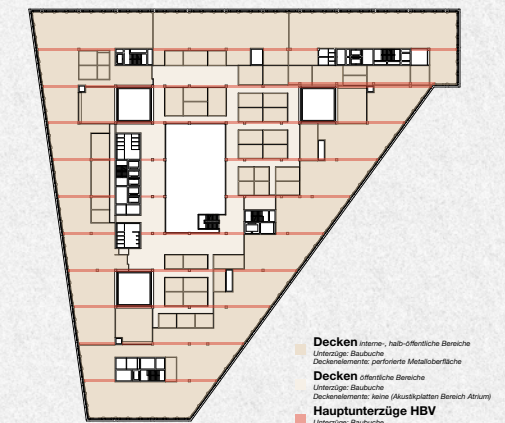 Decken interne-, halb-öffentliche Bereiche
Unterzüge: Baubuche
Deckenelemente: perforierte Metalloberfläche
Decken öffentliche Bereiche
Unterzüge: Baubuche
Deckenelemente: keine (Akustikplatten Bereich Atrium)
Hauptunterzüge HBV
Unterzüge: Baubuche